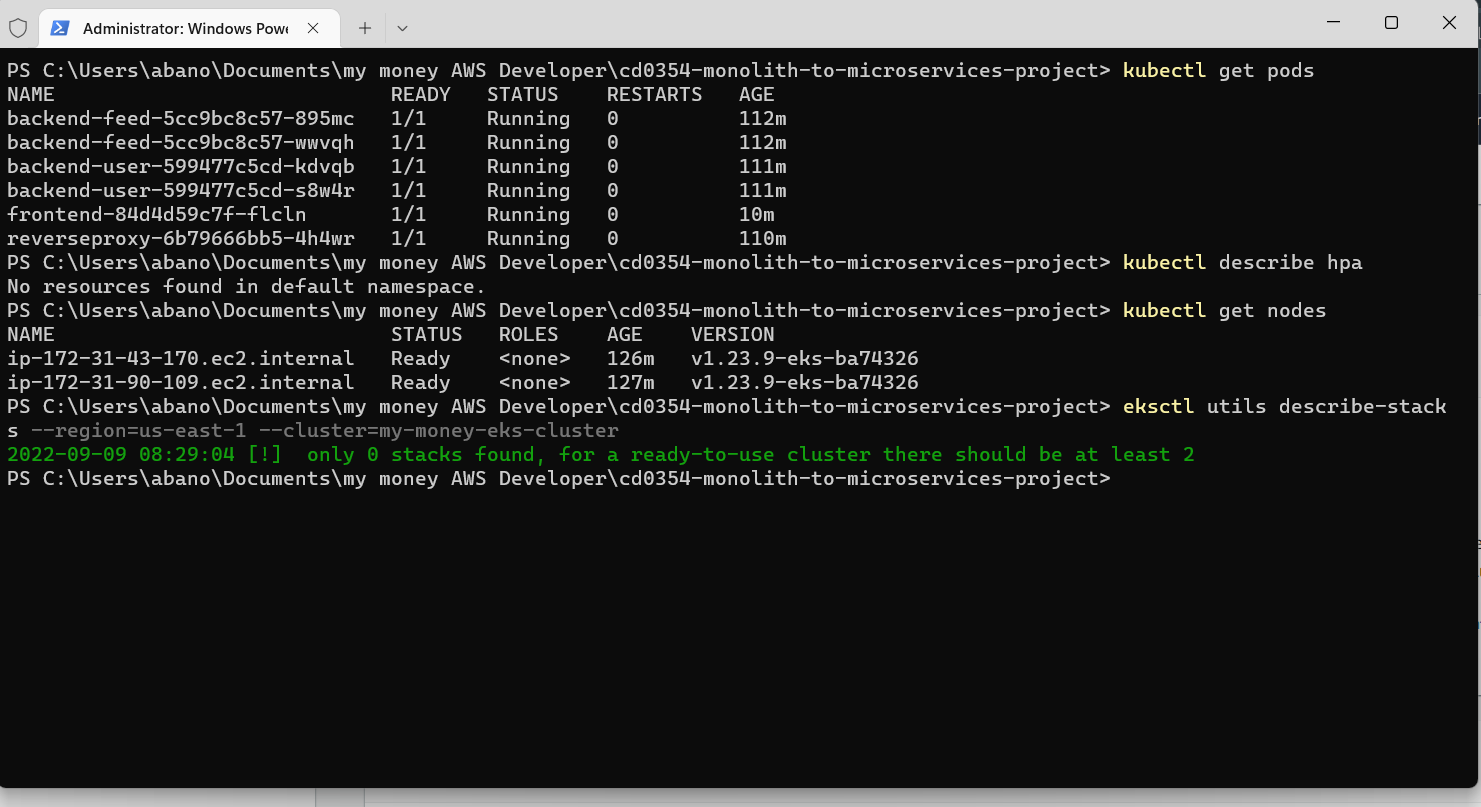 Administrator: Windows Powe
PS C:\Users\abano\Documents\my money AWS Developer\cd0354-monolith-to-microservices-project> kubectl get pods
NAME                            READY   STATUS    RESTARTS   AGE
backend-feed-5cc9bc8c57-895mc   1/1     Running   0          112m
backend-feed-5cc9bc8c57-wwvqh   1/1     Running   0          112m
backend-user-599477c5cd-kdvqb   1/1     Running   0          111m
backend-user-599477c5cd-s8w4r   1/1     Running   0          111m
frontend-84d4d59c7f-flcln       1/1     Running   0          10m
reverseproxy-6b79666bb5-4h4wr   1/1     Running   0          110m
PS C:\Users\abano\Documents\my money AWS Developer\cd0354-monolith-to-microservices-project> kubectl describe hpa
No resources found in default namespace.
PS C:\Users\abano\Documents\my money AWS Developer\cd0354-monolith-to-microservices-project> kubectl get nodes
NAME                            STATUS   ROLES    AGE    VERSION
ip-172-31-43-170.ec2.internal   Ready    <none>   126m   v1.23.9-eks-ba74326
ip-172-31-90-109.ec2.internal   Ready    <none>   127m   v1.23.9-eks-ba74326
PS C:\Users\abano\Documents\my money AWS Developer\cd0354-monolith-to-microservices-project> eksctl utils describe-stack
s --region=us-east-1 --cluster=my-money-eks-cluster
2022-09-09 08:29:04 [!]  only 0 stacks found, for a ready-to-use cluster there should be at least 2
PS C:\Users\abano\Documents\my money AWS Developer\cd0354-monolith-to-microservices-project>